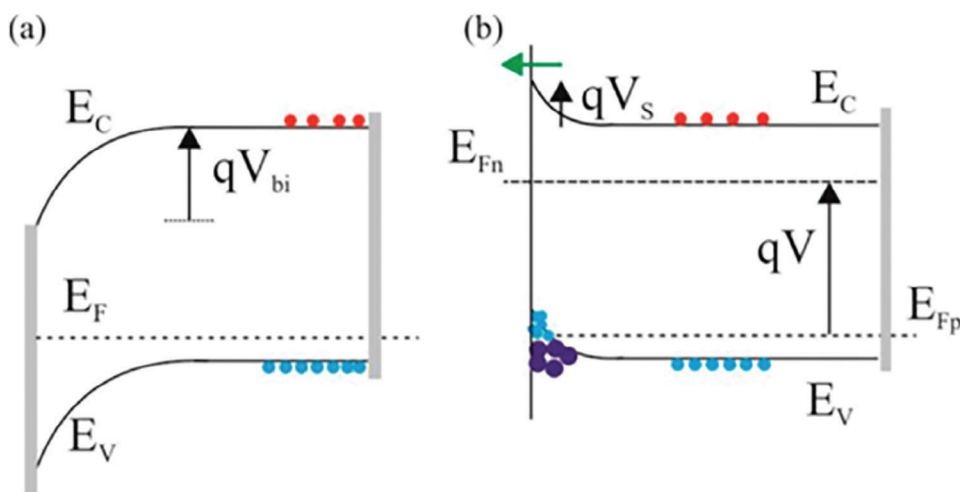 (a)
E_C
qV_bi
E_F
E_V
(b)
qV_S
E_C
E_Fn
qV
E_Fp
E_V